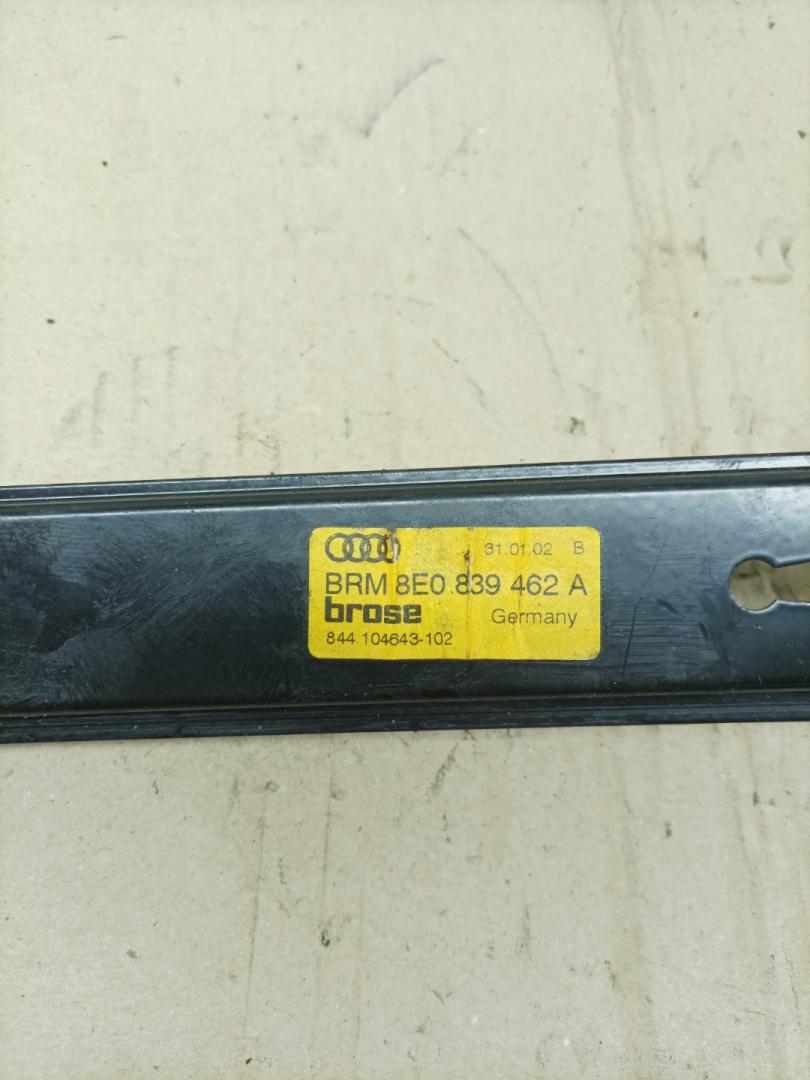 31.01.02 B
BRM 8E0 839 462 A
brose Germany
844 104643-102